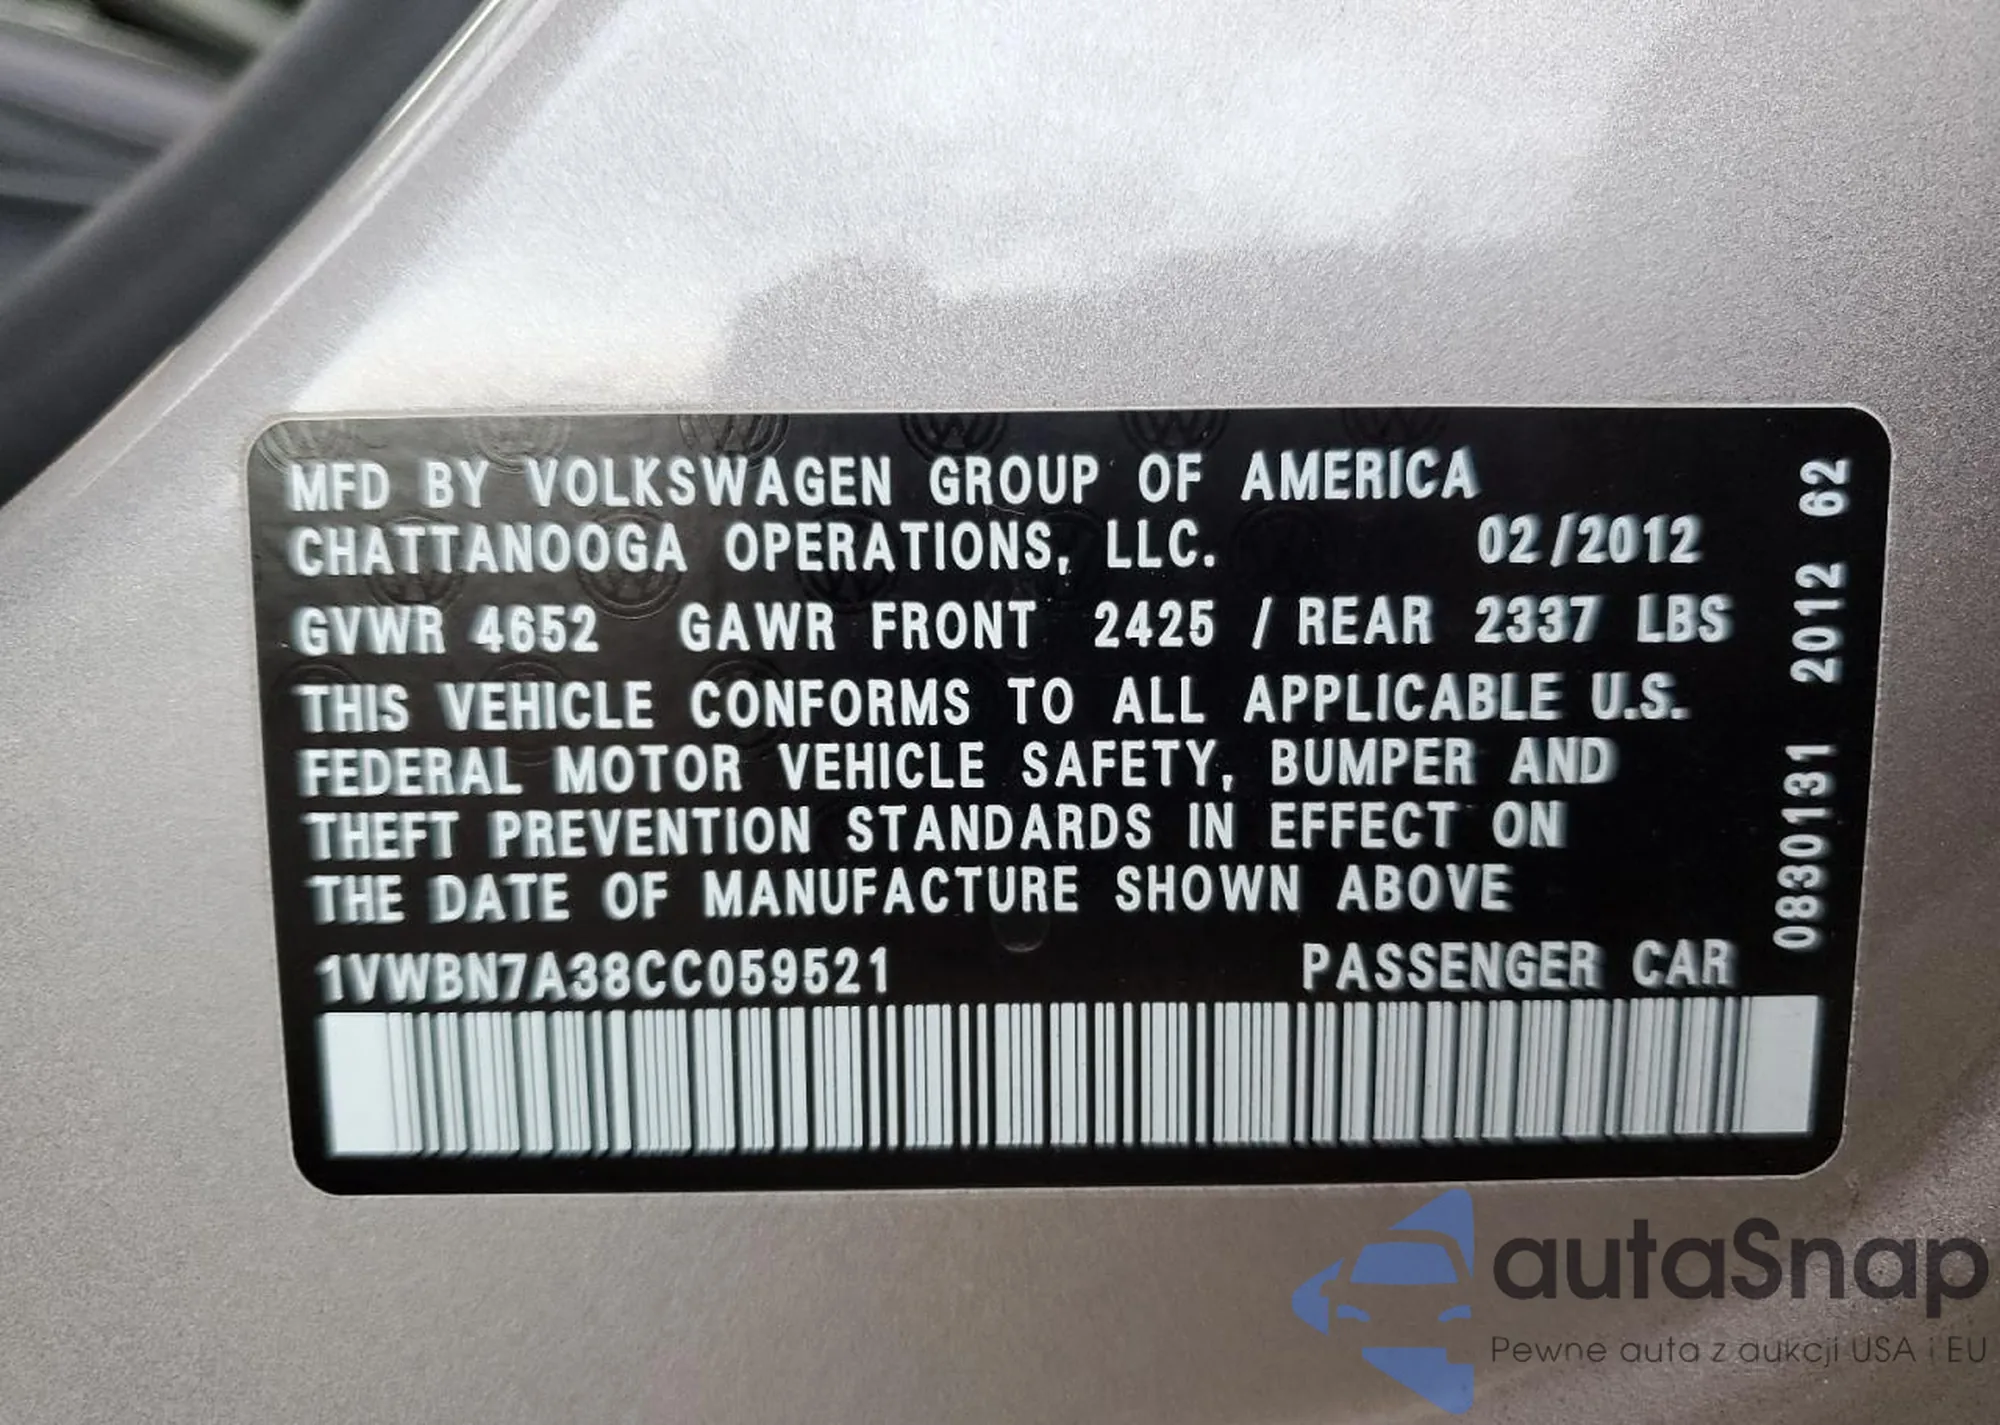 MFD BY VOLKSWAGEN GROUP OF AMERICA
CHATTANOOGA OPERATIONS, LLC. 02/2012
GVWR 4652 GAWR FRONT 2425 / REAR 2337 LBS
THIS VEHICLE CONFORMS TO ALL APPLICABLE U.S.
FEDERAL MOTOR VEHICLE SAFETY, BUMPER AND
THEFT PREVENTION STANDARDS IN EFFECT ON
THE DATE OF MANUFACTURE SHOWN ABOVE
1VWBN7A38CC059521 PASSENGER CAR
0830131 2012 62
autaSnap
Pewne auta z aukcji USA i EU